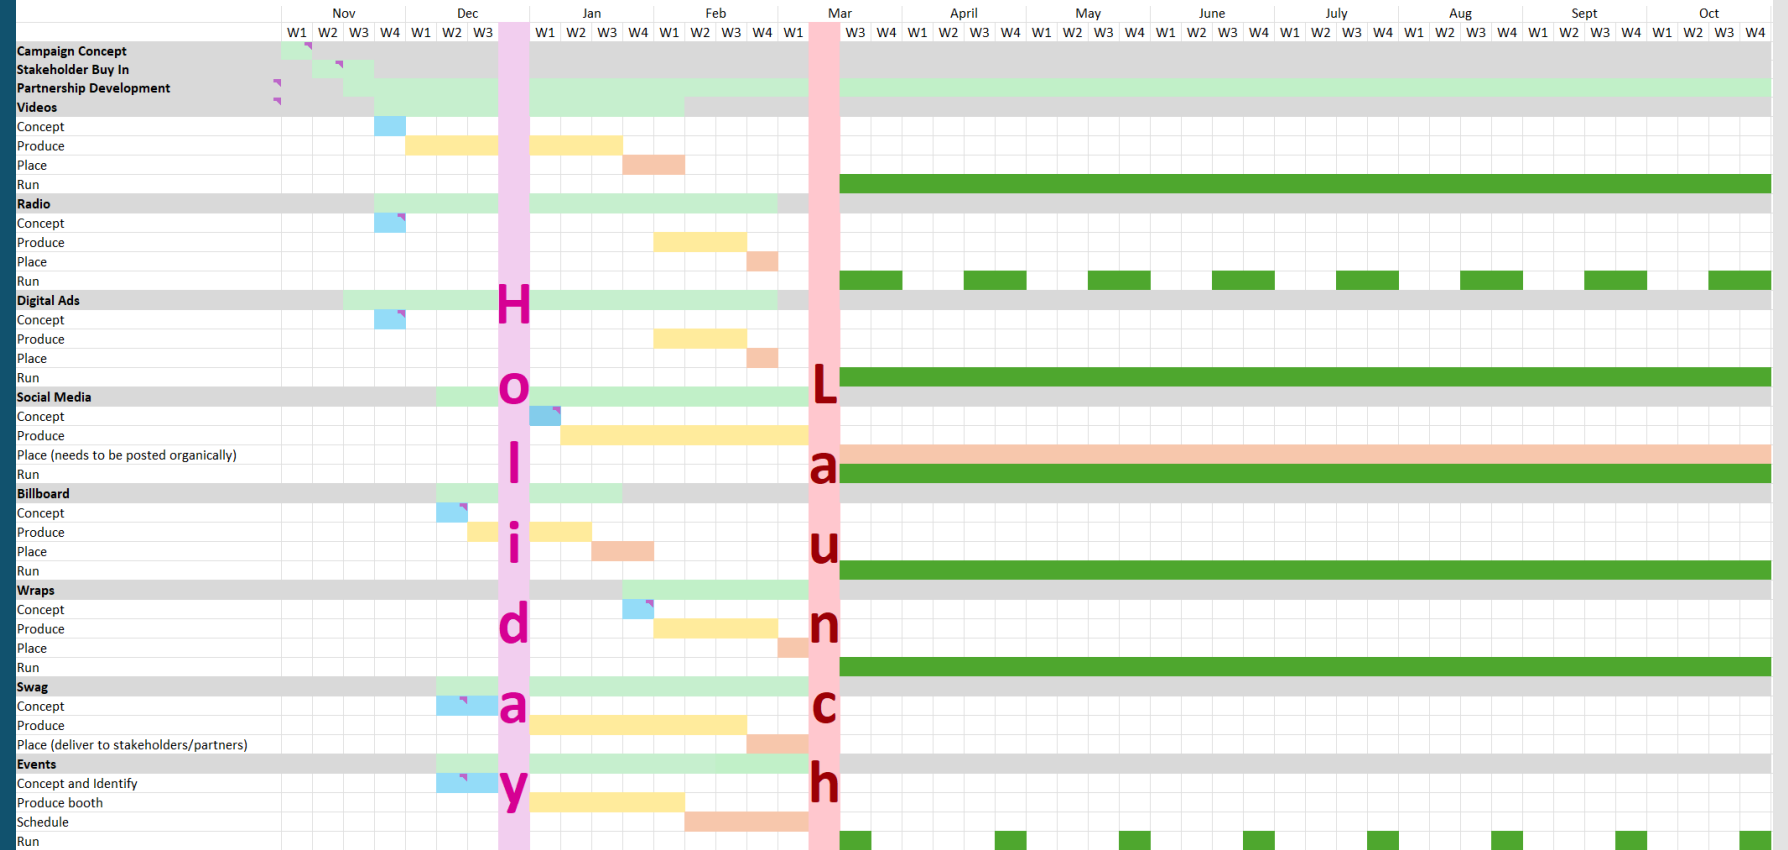 Nov Dec Jan Feb Mar April May June July Aug Sept Oct
W1 W2 W3 W4 W1 W2 W3 W1 W2 W3 W4 W1 W2 W3 W4 W1 W3 W4 W1 W2 W3 W4 W1 W2 W3 W4 W1 W2 W3 W4 W1 W2 W3 W4 W1 W2 W3 W4 W1 W2 W3 W4 W1 W2 W3 W4
Campaign Concept
Stakeholder Buy In
Partnership Development
Videos
Concept
Produce
Place
Run
Radio
Concept
Produce
Place
Run
Digital Ads
Concept
Produce
Place
Run
Social Media
Concept
Produce
Place (needs to be posted organically)
Run
Billboard
Concept
Produce
Place
Run
Wraps
Concept
Produce
Place
Run
Swag
Concept
Produce
Place (deliver to stakeholders/partners)
Events
Concept and Identify
Produce booth
Schedule
Run
Holiday
Launch